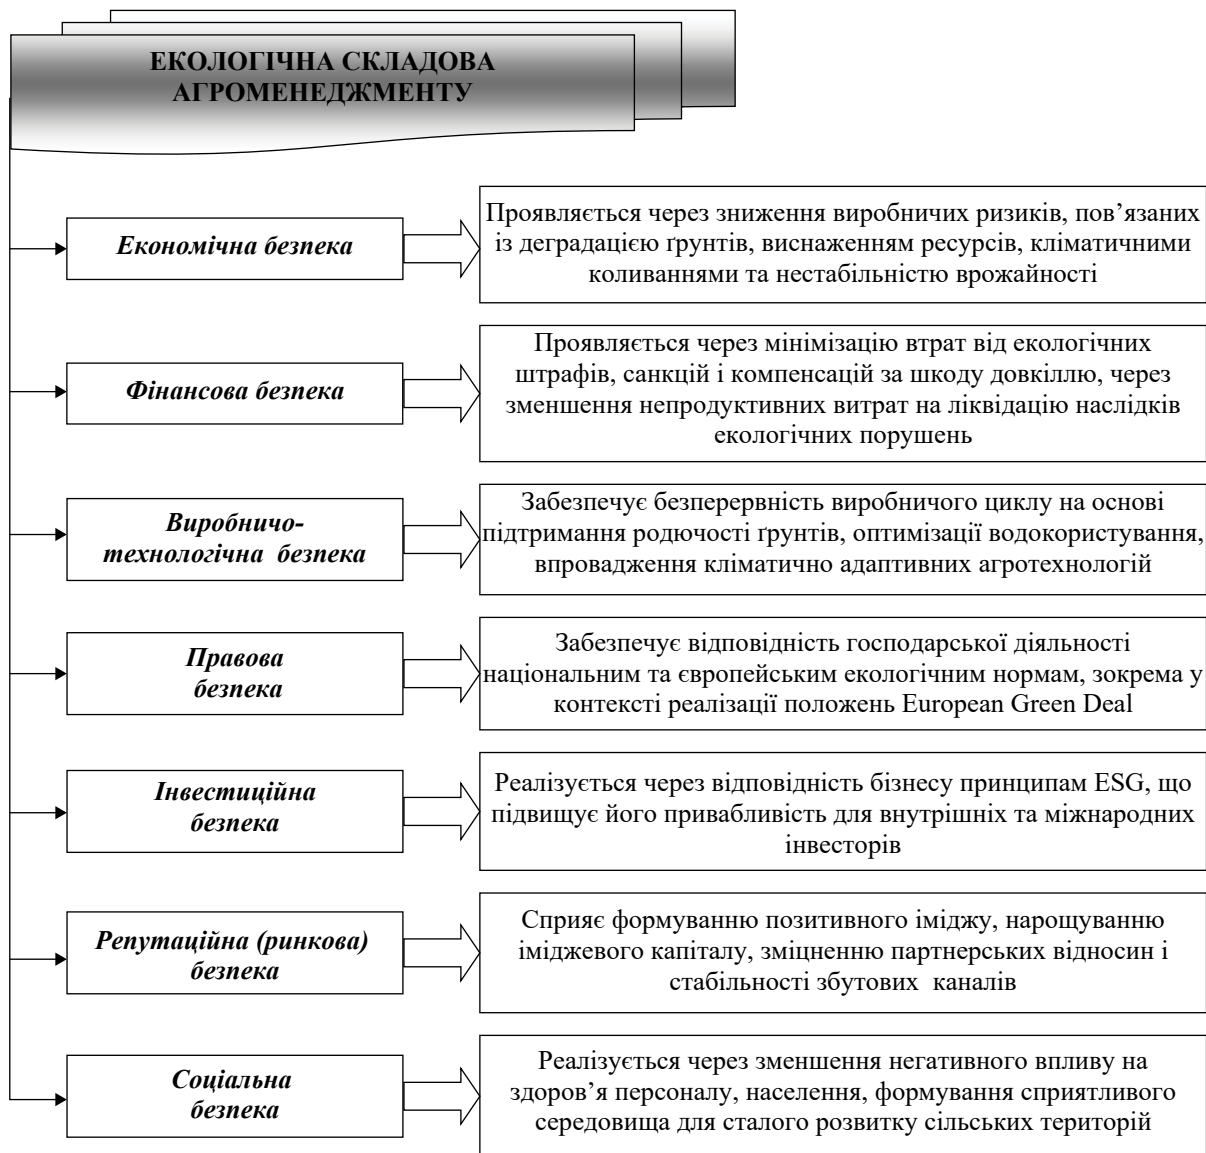 ЕКОЛОГІЧНА СКЛАДОВА
АГРОМЕНЕДЖМЕНТУ
Економічна безпека
Проявляється через зниження виробничих ризиків, пов’язаних
із деградацією ґрунтів, виснаженням ресурсів, кліматичними
коливаннями та нестабільністю врожайності
Фінансова безпека
Проявляється через мінімізацію втрат від екологічних
штрафів, санкцій і компенсацій за шкоду довкіллю, через
зменшення непродуктивних витрат на ліквідацію наслідків
екологічних порушень
Виробничо-
технологічна безпека
Забезпечує безперервність виробничого циклу на основі
підтримання родючості ґрунтів, оптимізації водокористування,
впровадження кліматично адаптивних агротехнологій
Правова
безпека
Забезпечує відповідність господарської діяльності
національним та європейським екологічним нормам, зокрема у
контексті реалізації положень European Green Deal
Інвестиційна
безпека
Реалізується через відповідність бізнесу принципам ESG, що
підвищує його привабливість для внутрішніх та міжнародних
інвесторів
Репутаційна (ринкова)
безпека
Сприяє формуванню позитивного іміджу, нарощуванню
іміджевого капіталу, зміцненню партнерських відносин і
стабільності збутових каналів
Соціальна
безпека
Реалізується через зменшення негативного впливу на
здоров’я персоналу, населення, формування сприятливого
середовища для сталого розвитку сільських територій